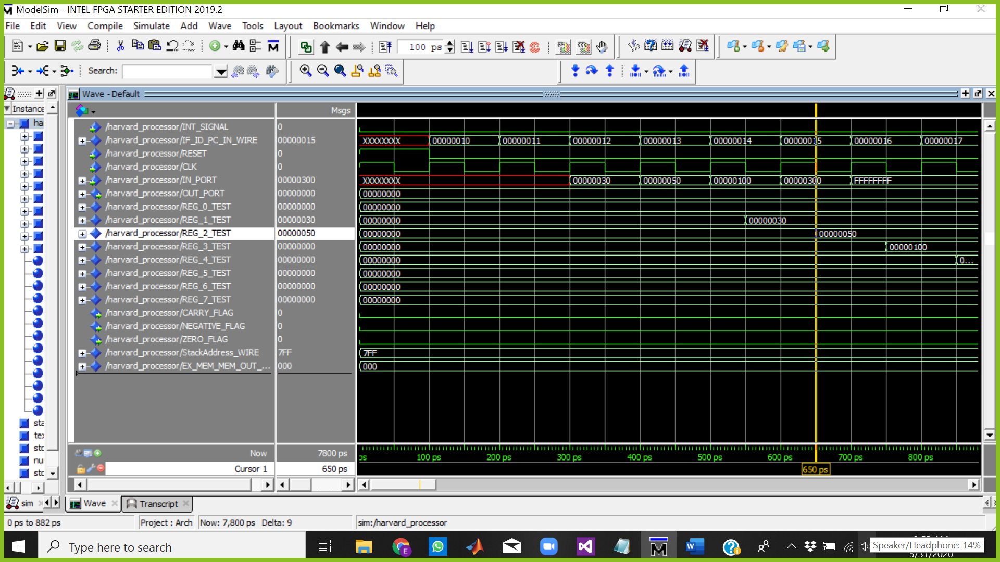 ModelSim - INTEL FPGA STARTER EDITION 2019.2
File Edit View Compile Simulate Add Wave Tools Layout Bookmarks Window Help
100 ps
Search:
Wave - Default
Instance
Msgs
ha
/harvard_processor/INT_SIGNAL 0
/harvard_processor/IF_ID_PC_IN_WIRE 00000015 XXXXXXXX 00000010 00000011 00000012 00000013 00000014 00000015 00000016 00000017
/harvard_processor/RESET 0
/harvard_processor/CLK 0
/harvard_processor/IN_PORT 00000300 XXXXXXXX 00000030 00000050 00000100 00000300 FFFFFFFF
/harvard_processor/OUT_PORT 00000000 00000000
/harvard_processor/REG_0_TEST 00000000 00000000
/harvard_processor/REG_1_TEST 00000030 00000000 00000030
/harvard_processor/REG_2_TEST 00000050 00000000 00000050
/harvard_processor/REG_3_TEST 00000000 00000000 00000100
/harvard_processor/REG_4_TEST 00000000 00000000 0...
/harvard_processor/REG_5_TEST 00000000 00000000
/harvard_processor/REG_6_TEST 00000000 00000000
/harvard_processor/REG_7_TEST 00000000 00000000
/harvard_processor/CARRY_FLAG 0
/harvard_processor/NEGATIVE_FLAG 0
/harvard_processor/ZERO_FLAG 0
/harvard_processor/StackAddress_WIRE 7FF 7FF
/harvard_processor/EX_MEM_MEM_OUT_... 000 000
sta
tex
std
nu
std
Now 7800 ps
ps 100 ps 200 ps 300 ps 400 ps 500 ps 600 ps 700 ps 800 ps
Cursor 1 650 ps 650 ps
sim Wave Transcript
0 ps to 882 ps Project : Arch Now: 7,800 ps Delta: 9 sim:/harvard_processor
Type here to search
Speaker/Headphone: 14%
5/31/2020